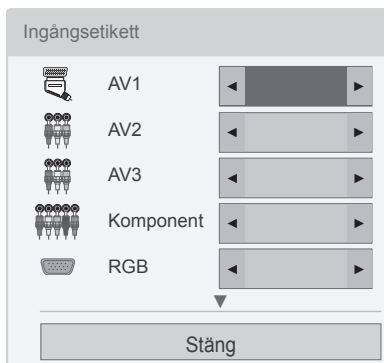 Ingångsetikett
AV1
AV2
AV3
Komponent
RGB
Stäng